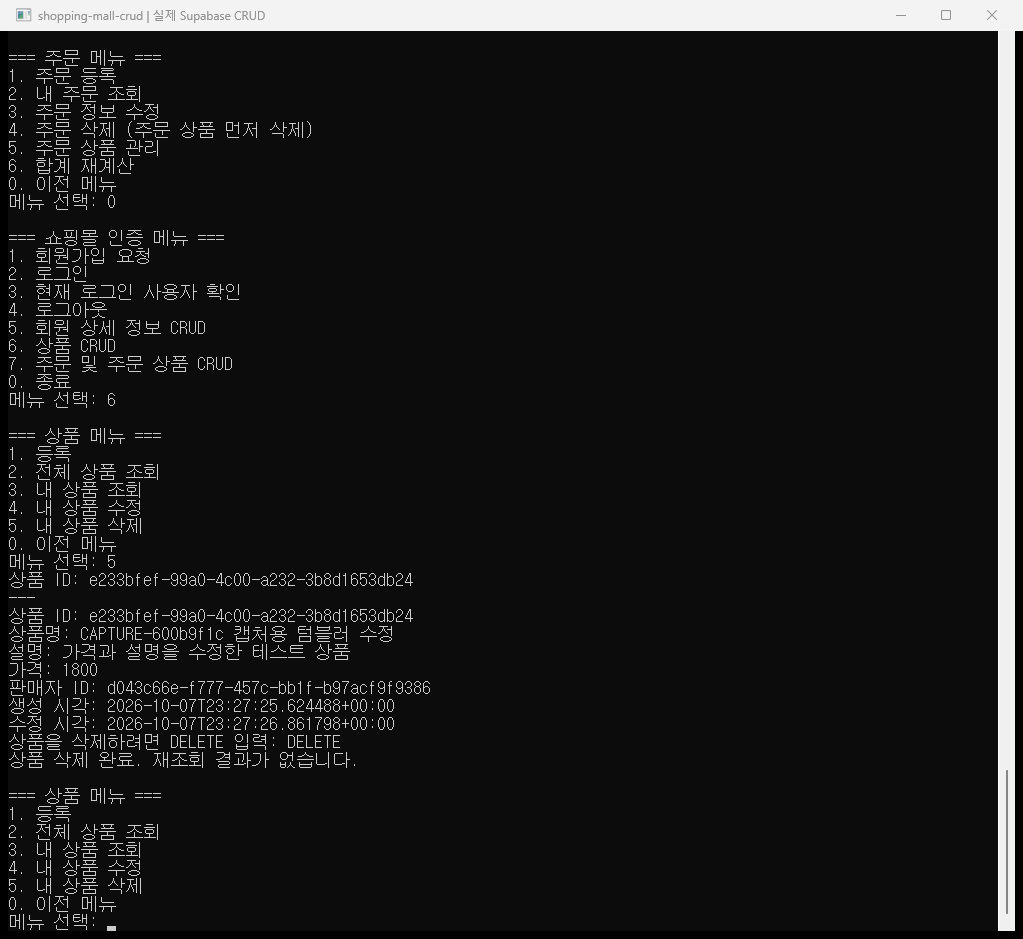 shopping-mall-crud | 실제 Supabase CRUD
=== 주문 메뉴 ===
1. 주문 등록
2. 내 주문 조회
3. 주문 정보 수정
4. 주문 삭제 (주문 상품 먼저 삭제)
5. 주문 상품 관리
6. 합계 재계산
0. 이전 메뉴
메뉴 선택: 0
=== 쇼핑몰 인증 메뉴 ===
1. 회원가입 요청
2. 로그인
3. 현재 로그인 사용자 확인
4. 로그아웃
5. 회원 상세 정보 CRUD
6. 상품 CRUD
7. 주문 및 주문 상품 CRUD
0. 종료
메뉴 선택: 6
=== 상품 메뉴 ===
1. 등록
2. 전체 상품 조회
3. 내 상품 조회
4. 내 상품 수정
5. 내 상품 삭제
0. 이전 메뉴
메뉴 선택: 5
상품 ID: e233bfef-99a0-4c00-a232-3b8d1653db24
---
상품 ID: e233bfef-99a0-4c00-a232-3b8d1653db24
상품명: CAPTURE-600b9f1c 캡처용 텀블러 수정
설명: 가격과 설명을 수정한 테스트 상품
가격: 1800
판매자 ID: d043c66e-f777-457c-bb1f-b97acf9f9386
생성 시각: 2026-10-07T23:27:25.624488+00:00
수정 시각: 2026-10-07T23:27:26.861798+00:00
상품을 삭제하려면 DELETE 입력: DELETE
상품 삭제 완료. 재조회 결과가 없습니다.
=== 상품 메뉴 ===
1. 등록
2. 전체 상품 조회
3. 내 상품 조회
4. 내 상품 수정
5. 내 상품 삭제
0. 이전 메뉴
메뉴 선택: